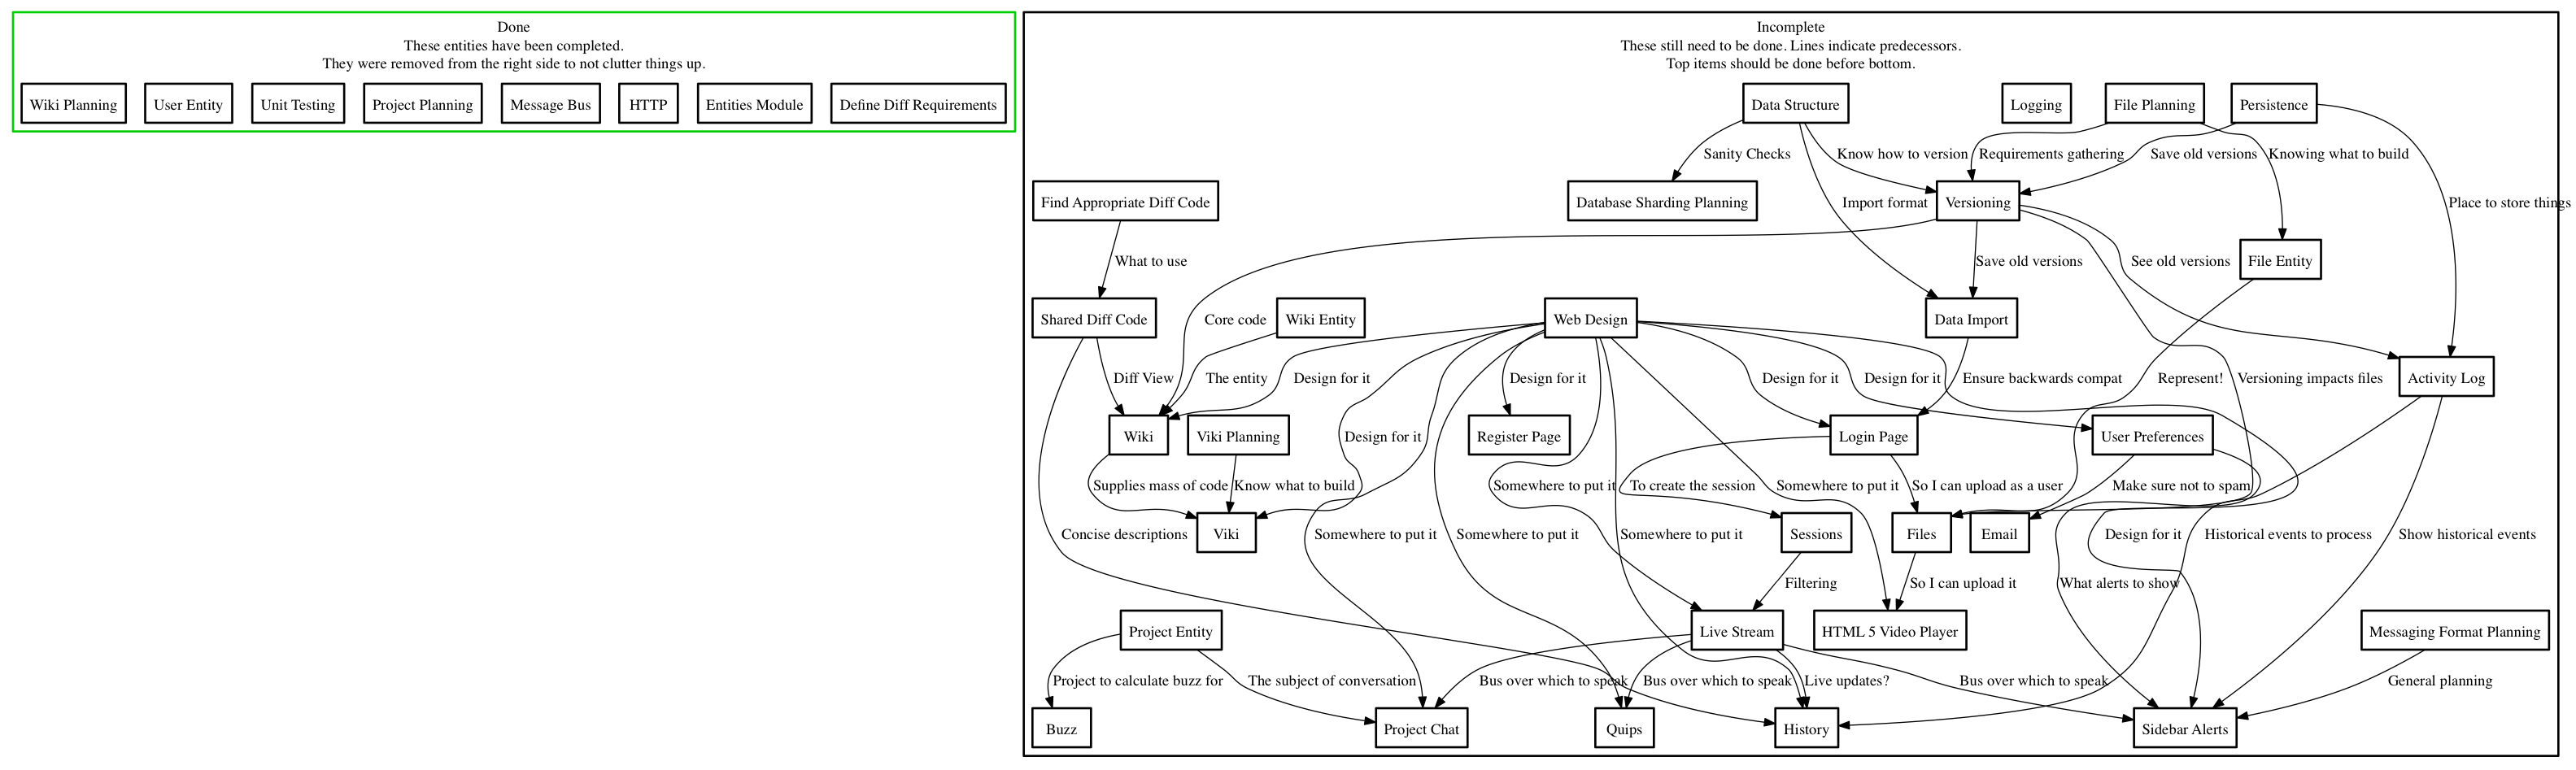 Done
These entities have been completed.
They were removed from the right side to not clutter things up.
Wiki Planning
User Entity
Unit Testing
Project Planning
Message Bus
HTTP
Entities Module
Define Diff Requirements
Incomplete
These still need to be done. Lines indicate predecessors.
Top items should be done before bottom.
Data Structure
Logging
File Planning
Persistence
Sanity Checks
Know how to version
Requirements gathering
Save old versions
Knowing what to build
Find Appropriate Diff Code
Database Sharding Planning
Import format
Versioning
Place to store things
What to use
Save old versions
See old versions
File Entity
Shared Diff Code
Core code
Wiki Entity
Web Design
Data Import
Diff View
The entity
Design for it
Design for it
Design for it
Design for it
Ensure backwards compat
Represent!
Versioning impacts files
Activity Log
Wiki
Viki Planning
Design for it
Register Page
Login Page
User Preferences
Supplies mass of code
Know what to build
Somewhere to put it
To create the session
Somewhere to put it
So I can upload as a user
Make sure not to spam
Concise descriptions
Viki
Somewhere to put it
Somewhere to put it
Somewhere to put it
Sessions
Files
Email
Design for it
Historical events to process
Show historical events
Filtering
So I can upload it
What alerts to show
Project Entity
Live Stream
HTML 5 Video Player
Messaging Format Planning
Project to calculate buzz for
The subject of conversation
Bus over which to speak
Bus over which to speak
Live updates?
Bus over which to speak
General planning
Buzz
Project Chat
Quips
History
Sidebar Alerts